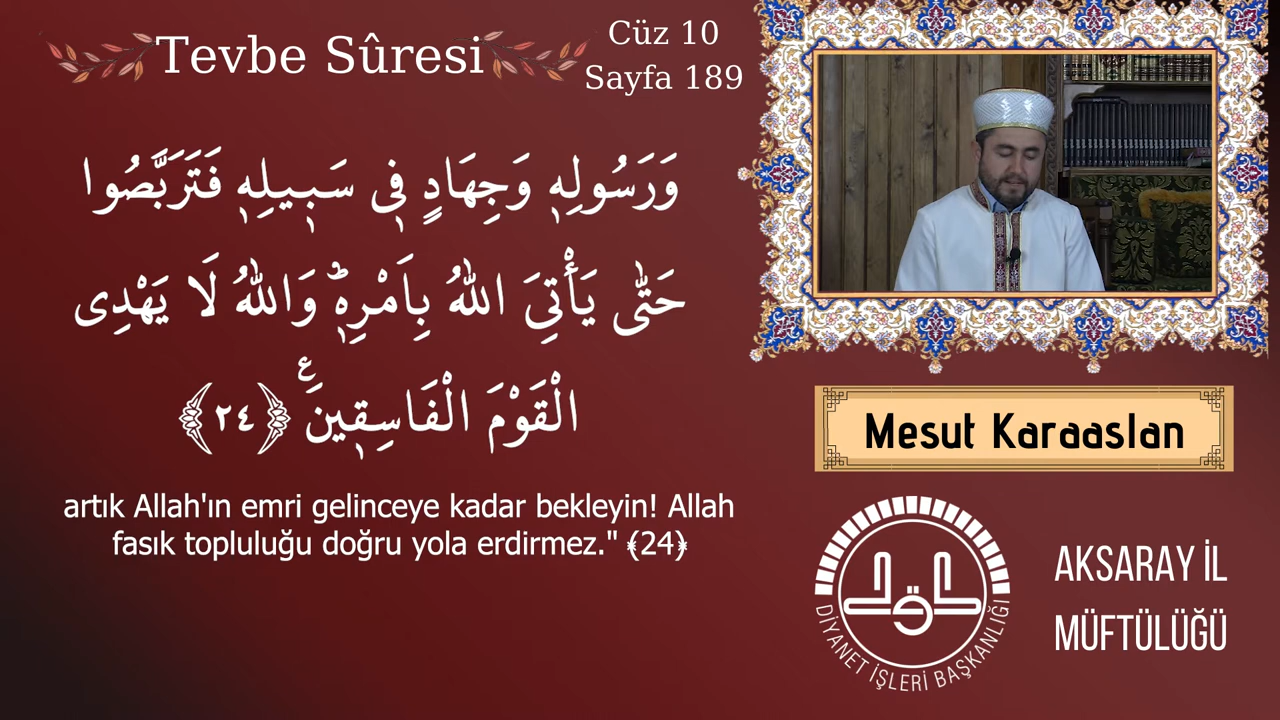 Tevbe Sûresi
Cüz 10
Sayfa 189
وَرَسُولِه۪ وَجِهَادٍ ف۪ى سَب۪يلِه۪ فَتَرَبَّصُوا
حَتّٰى يَأْتِىَ اللّٰهُ بِاَمْرِه۪ؕ وَاللّٰهُ لَا يَهْدِى
الْقَوْمَ الْفَاسِق۪ينَ۟ ﴿٢٤﴾
artık Allah'ın emri gelinceye kadar bekleyin! Allah
fasık topluluğu doğru yola erdirmez." ﴾24﴿
Mesut Karaaslan
DİYANET İŞLERİ BAŞKANLIĞI
AKSARAY İL
MÜFTÜLÜĞÜ